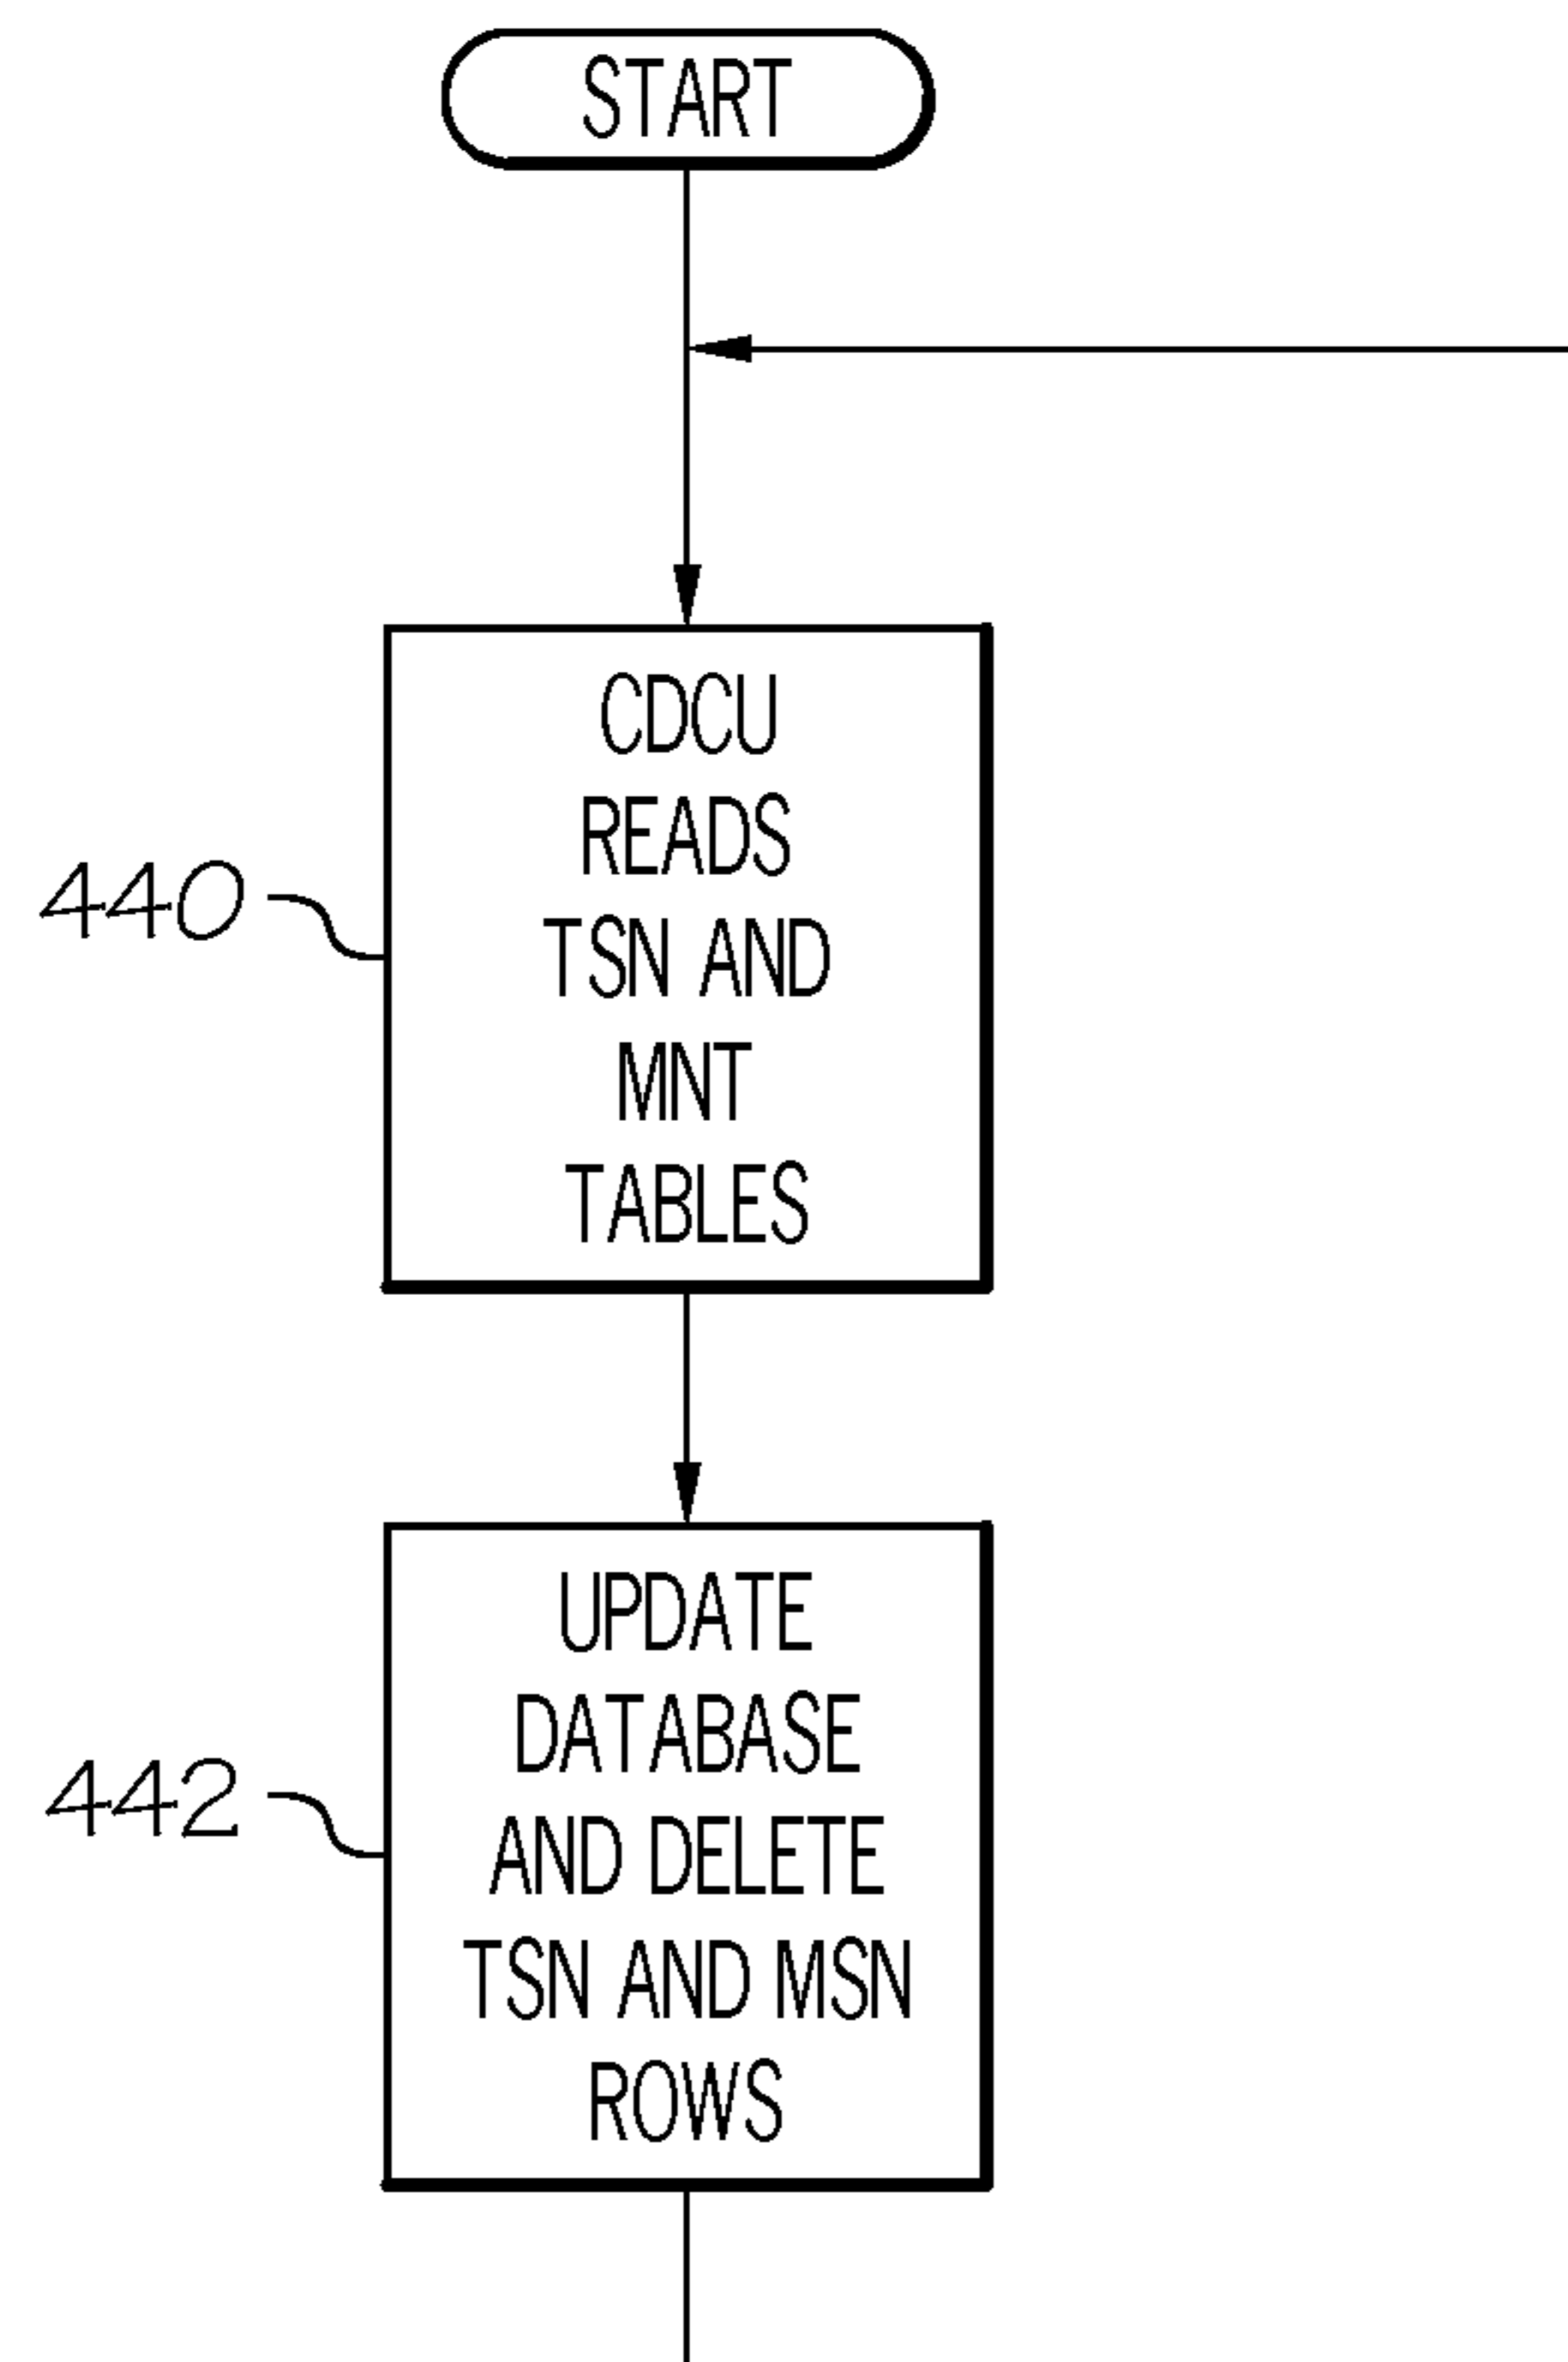 START
CDCU
READS
TSN AND
MNT
TABLES
440
UPDATE
DATABASE
AND DELETE
TSN AND MSN
ROWS
442